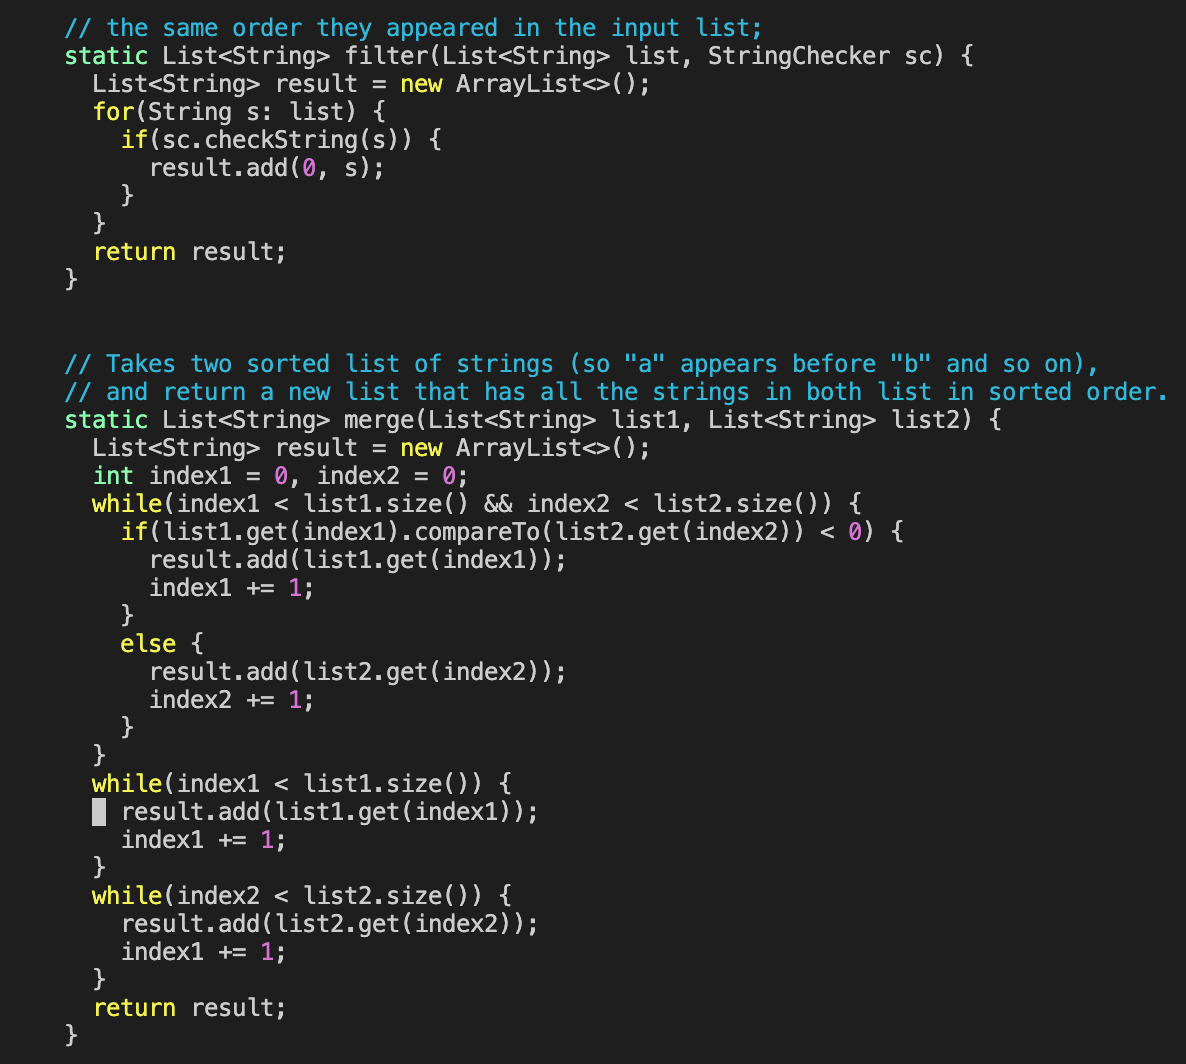 // the same order they appeared in the input list;
static List<String> filter(List<String> list, StringChecker sc) {
  List<String> result = new ArrayList<>();
  for(String s: list) {
    if(sc.checkString(s)) {
      result.add(0, s);
    }
  }
  return result;
}

// Takes two sorted list of strings (so "a" appears before "b" and so on),
// and return a new list that has all the strings in both list in sorted order.
static List<String> merge(List<String> list1, List<String> list2) {
  List<String> result = new ArrayList<>();
  int index1 = 0, index2 = 0;
  while(index1 < list1.size() && index2 < list2.size()) {
    if(list1.get(index1).compareTo(list2.get(index2)) < 0) {
      result.add(list1.get(index1));
      index1 += 1;
    }
    else {
      result.add(list2.get(index2));
      index2 += 1;
    }
  }
  while(index1 < list1.size()) {
    result.add(list1.get(index1));
    index1 += 1;
  }
  while(index2 < list2.size()) {
    result.add(list2.get(index2));
    index1 += 1;
  }
  return result;
}